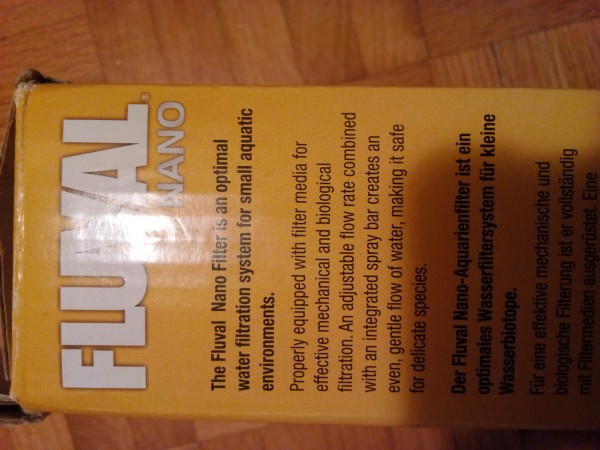 FLUVAL®
NANO
The Fluval Nano Filter is an optimal
water filtration system for small aquatic
environments.
Properly equipped with filter media for
effective mechanical and biological
filtration. An adjustable flow rate combined
with an integrated spray bar creates an
even, gentle flow of water, making it safe
for delicate species.
Der Fluval Nano-Aquarienfilter ist ein
optimales Wasserfiltersystem für kleine
Wasserbiotope.
Für eine effektive mechanische und
biologische Filterung ist er vollständig
mit Filtermedien ausgerüstet. Eine